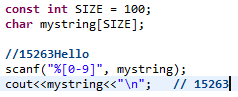 const int SIZE = 100;
char mystring[SIZE];
//15263Hello
scanf("%[0-9]", mystring);
cout<<mystring<<"\n";   // 15263